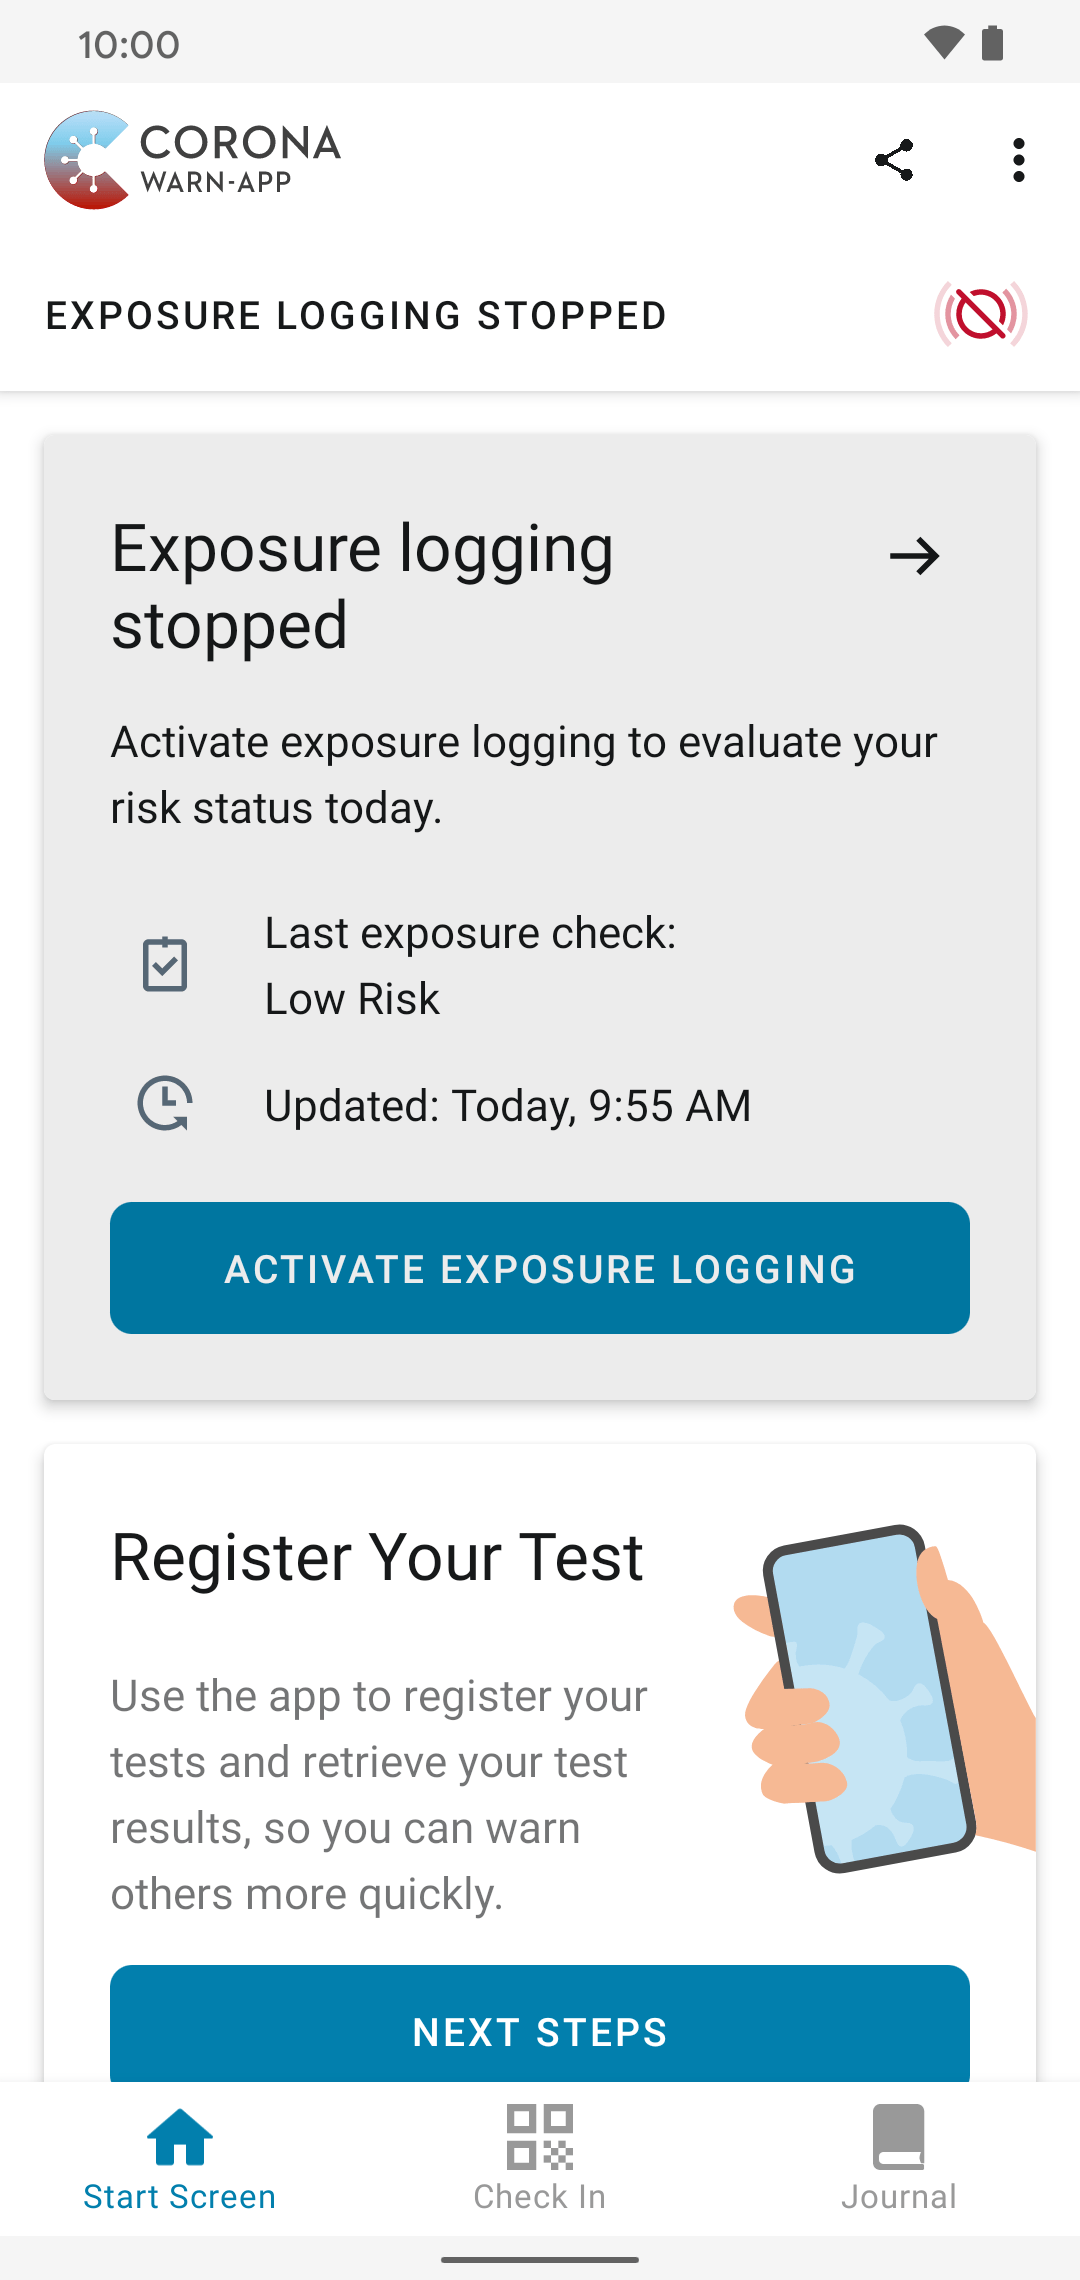 10:00
CORONA
WARN-APP
EXPOSURE LOGGING STOPPED
Exposure logging
stopped
Activate exposure logging to evaluate your
risk status today.
Last exposure check:
Low Risk
Updated: Today, 9:55 AM
ACTIVATE EXPOSURE LOGGING
Register Your Test
Use the app to register your
tests and retrieve your test
results, so you can warn
others more quickly.
NEXT STEPS
Start Screen
Check In
Journal